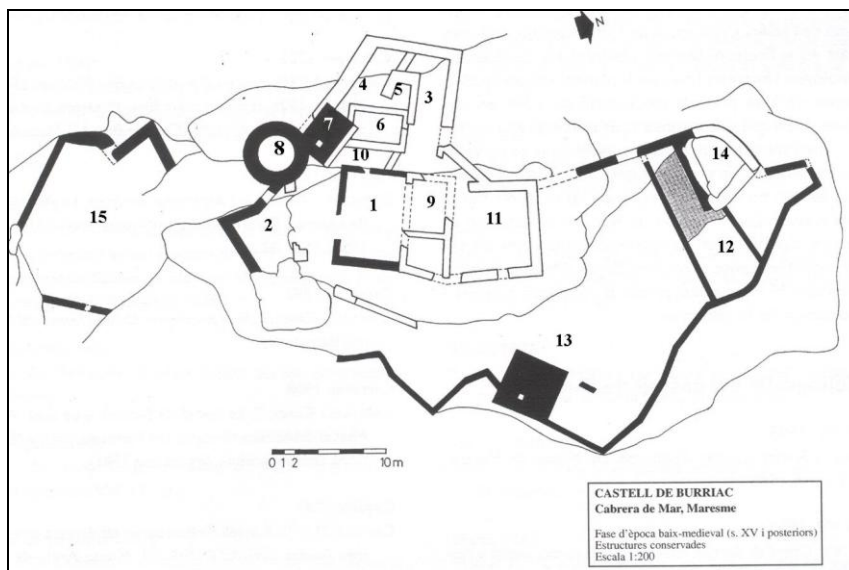 N
4
5
3
7
6
8
10
14
15
1
9
2
11
12
13
0 1 2 10 m
CASTELL DE BURRIAC
Cabrera de Mar, Maresme
Fase d'època baix-medieval (s. XV i posteriors)
Estructures conservades
Escala 1:200